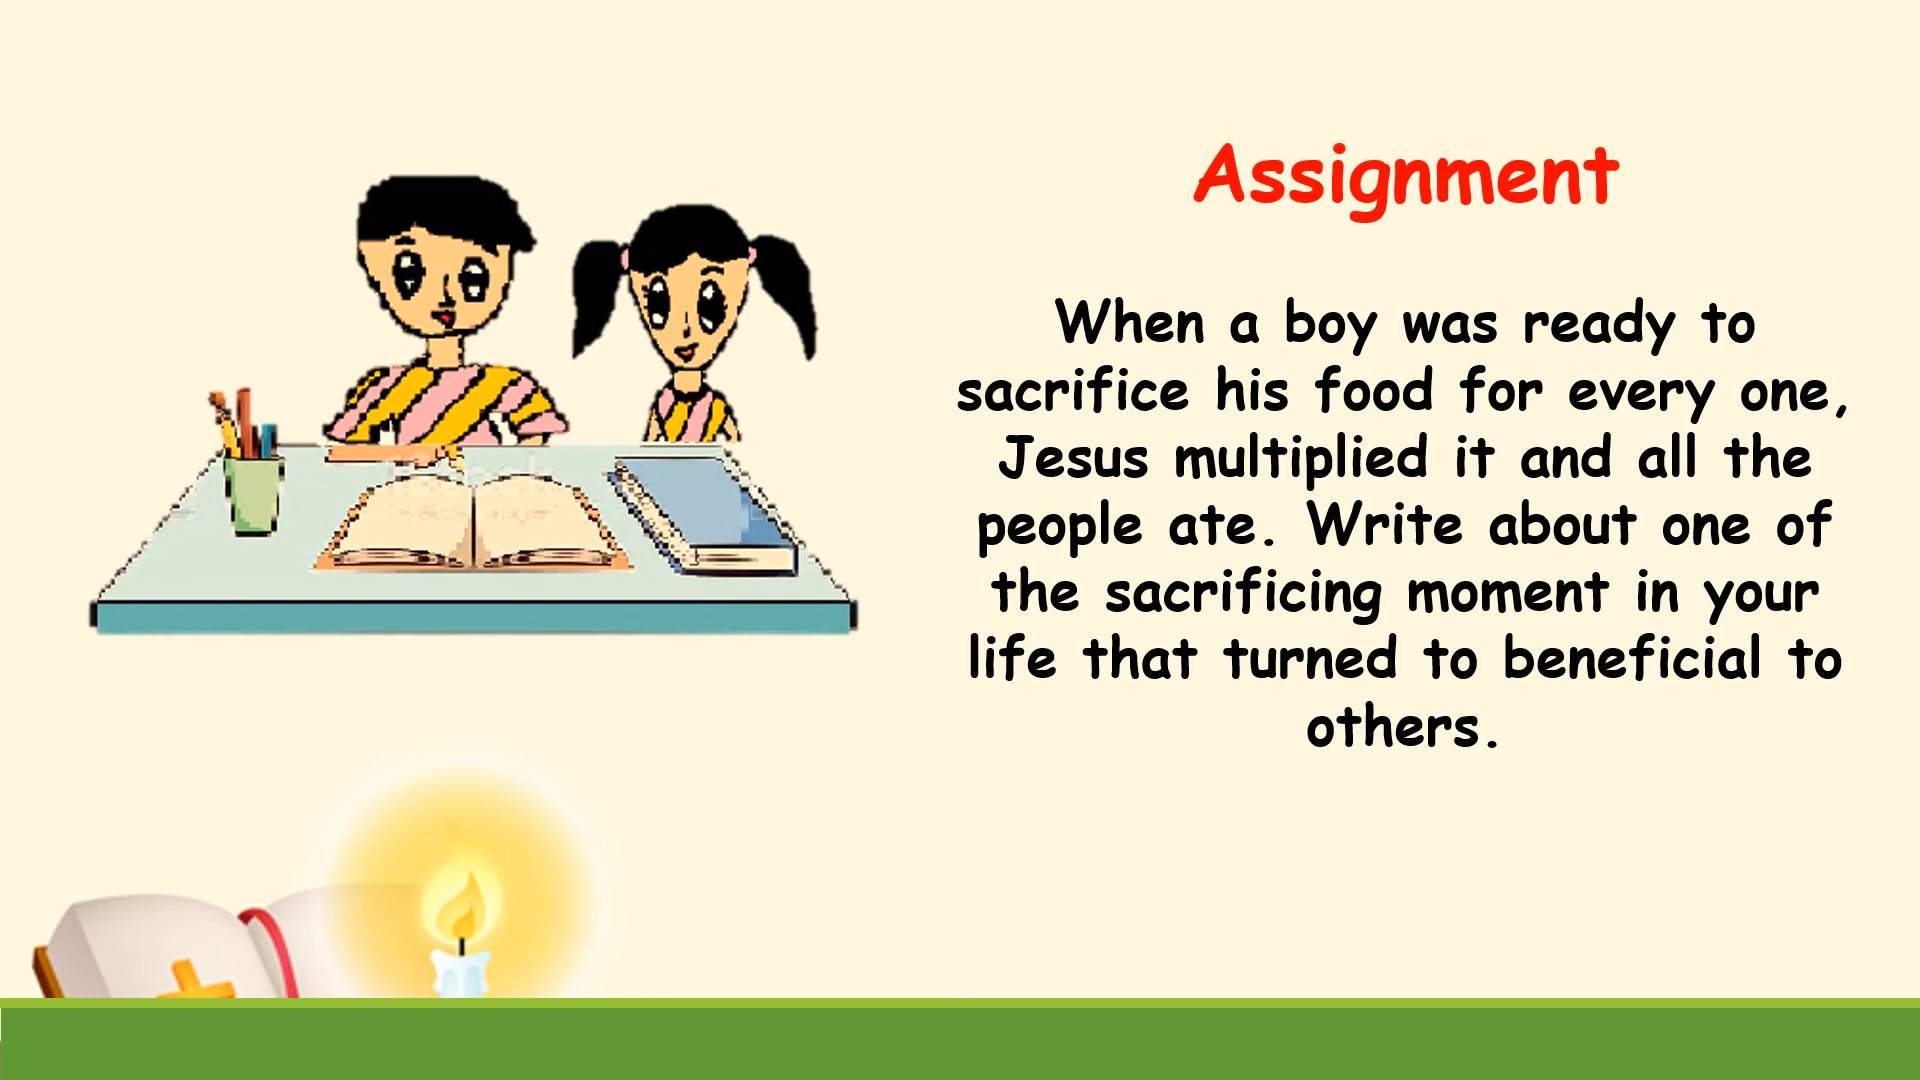 Assignment
When a boy was ready to
sacrifice his food for every one,
Jesus multiplied it and all the
people ate. Write about one of
the sacrificing moment in your
life that turned to beneficial to
others.